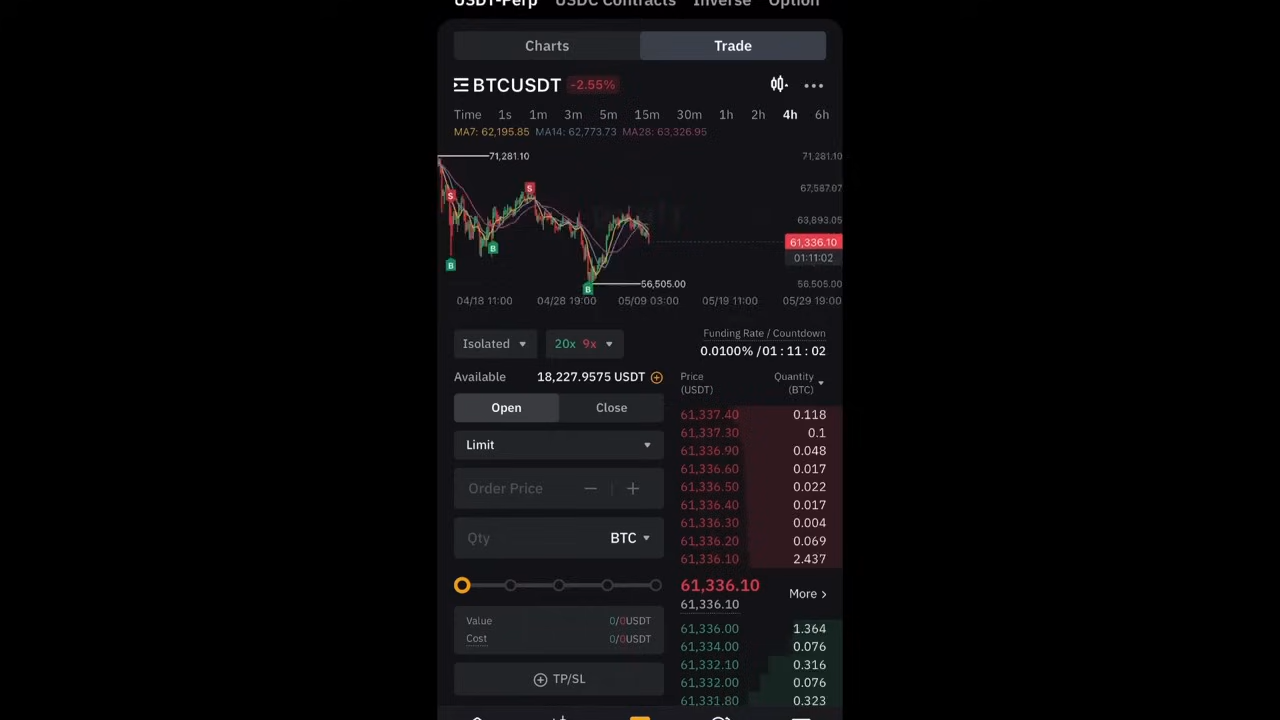 USDT-Perp USDC Contracts Inverse Option
Charts Trade
BTCUSDT -2.55%
Time 1s 1m 3m 5m 15m 30m 1h 2h 4h 6h
MA7: 62,195.85 MA14: 62,773.73 MA28: 63,326.95
71,281.10 71,281.10
S S 67,587.07
63,893.05
B 61,336.10
01:11:02
B
B 56,505.00 56,505.00
04/18 11:00 04/28 19:00 05/09 03:00 05/19 11:00 05/29 19:00
Isolated 20x 9x
Funding Rate / Countdown
0.0100% /01 : 11 : 02
Available 18,227.9575 USDT
Open Close
Limit
Order Price
Qty BTC
Value 0/0USDT
Cost 0/0USDT
TP/SL
Price Quantity
(USDT) (BTC)
61,337.40 0.118
61,337.30 0.1
61,336.90 0.048
61,336.60 0.017
61,336.50 0.022
61,336.40 0.017
61,336.30 0.004
61,336.20 0.069
61,336.10 2.437
61,336.10
61,336.10 More
61,336.00 1.364
61,334.00 0.076
61,332.10 0.316
61,332.00 0.076
61,331.80 0.323